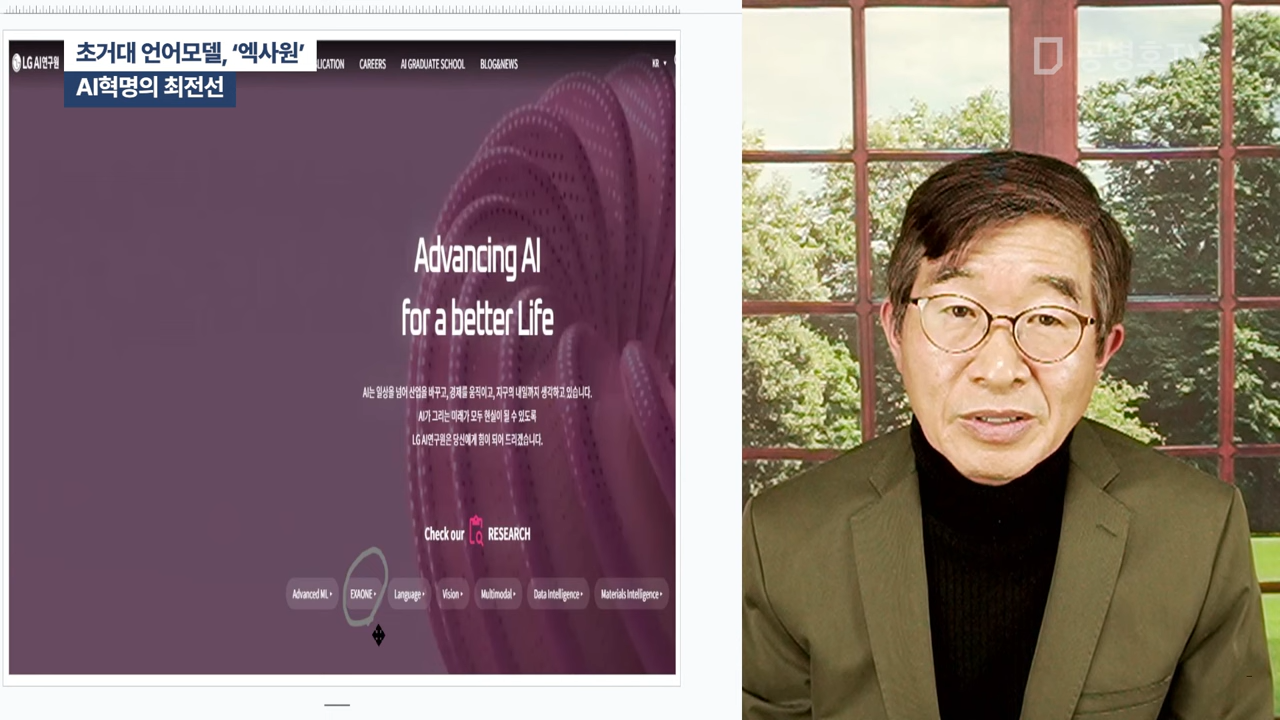 초거대 언어모델, ‘엑사원’
AI혁명의 최전선
LG AI연구원
LICATION CAREERS AI GRADUATE SCHOOL BLOG&NEWS KR
공병호TV
Advancing AI
for a better Life
AI는 일상을 넘어 산업을 바꾸고, 경제를 움직이고, 지구의 내일까지 생각하고 있습니다.
AI가 그리는 미래가 모두 현실이 될 수 있도록
LG AI연구원은 당신에게 힘이 되어 드리겠습니다.
Check our RESEARCH
Advanced ML EXAONE Language Vision Multimodal Data Intelligence Materials Intelligence